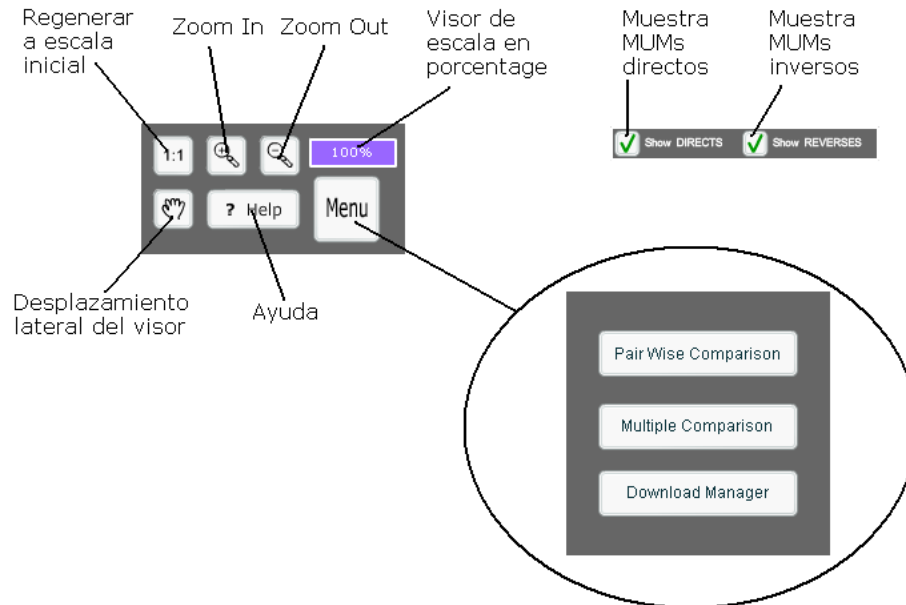 Regenerar
a escala
inicial
Zoom In
Zoom Out
Visor de
escala en
porcentage
Muestra
MUMs
directos
Muestra
MUMs
inversos
1:1
100%
Show DIRECTS
Show REVERSES
? Help
Menu
Desplazamiento
lateral del visor
Ayuda
Pair Wise Comparison
Multiple Comparison
Download Manager